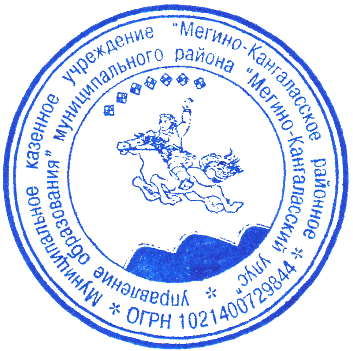 Муниципальное казенное учреждение "Мегино-Кангаласское районное
управление образования" муниципального района "Мегино-Кангаласский улус"
* ОГРН 1021400729844 *